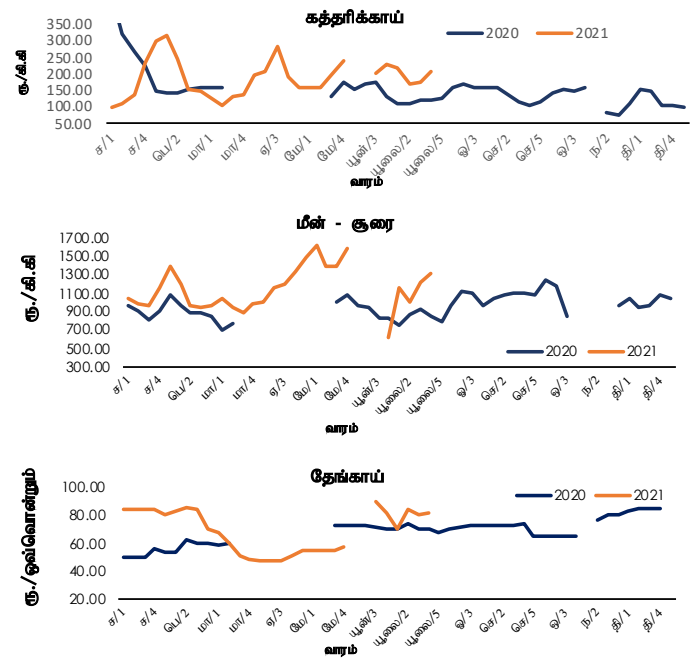 கத்தரிக்காய்
ரூ./கி.கி
350.00
300.00
250.00
200.00
150.00
100.00
50.00
2020
2021
ச/1
ச/4
பெ/2
மா/1
மா/4
ஏ/3
மே/1
மே/4
யூன்/3
யூலை/2
யூலை/5
ஓ/3
செ/2
செ/5
ஒ/3
ந/2
தி/1
தி/4
வாரம்
மீன் - சூரை
ரூ./கி.கி
1700.00
1500.00
1300.00
1100.00
900.00
700.00
500.00
300.00
2020
2021
ச/1
ச/4
பெ/2
மா/1
மா/4
ஏ/3
மே/1
மே/4
யூன்/3
யூலை/2
யூலை/5
ஓ/3
செ/2
செ/5
ஒ/3
ந/2
தி/1
தி/4
வாரம்
தேங்காய்
ரூ./ஒவ்வொன்றும்
100.00
80.00
60.00
40.00
20.00
2020
2021
ச/1
ச/4
பெ/2
மா/1
மா/4
ஏ/3
மே/1
மே/4
யூன்/3
யூலை/2
யூலை/5
ஓ/3
செ/2
செ/5
ஒ/3
ந/2
தி/1
தி/4
வாரம்